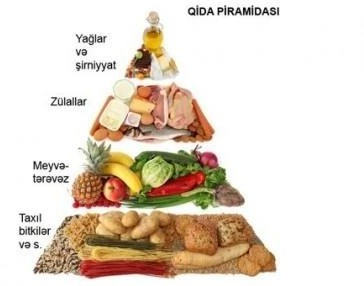 QİDA PİRAMİDASI
Yağlar
və
şirniyyat
Zülallar
Meyvə-
tərəvəz
Taxıl
bitkilər
və s.